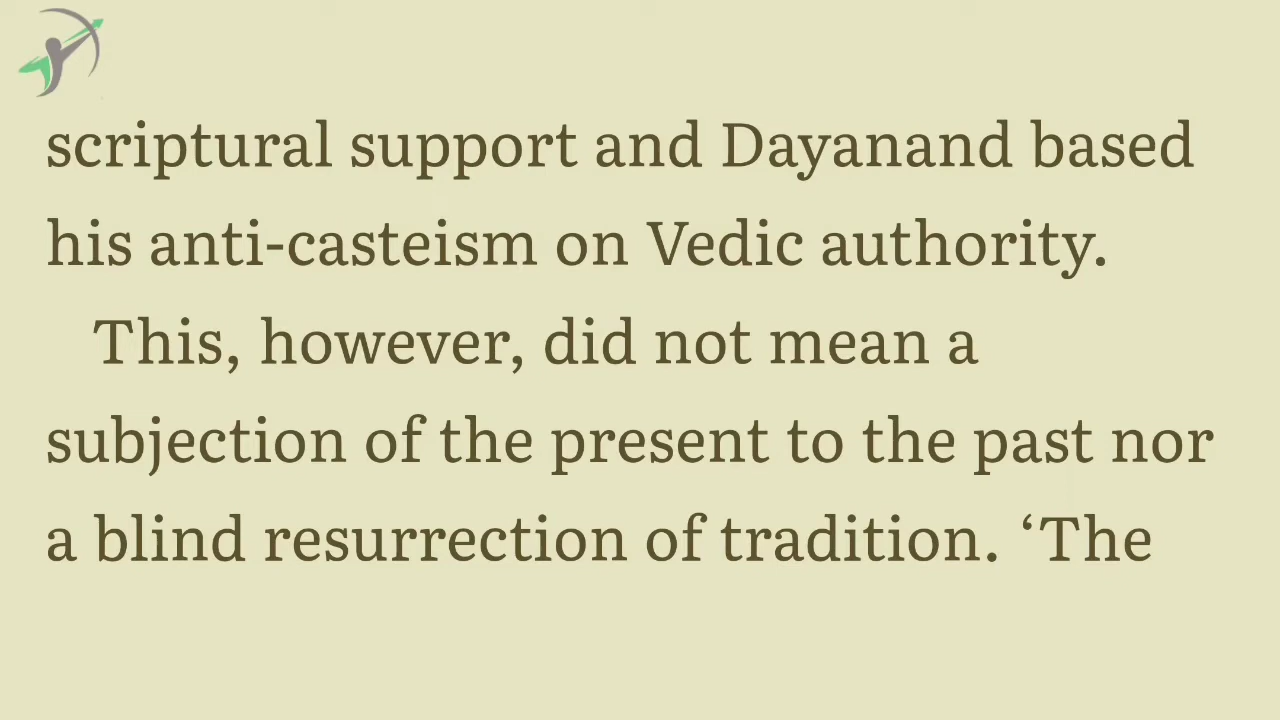 scriptural support and Dayanand based
his anti-casteism on Vedic authority.
This, however, did not mean a
subjection of the present to the past nor
a blind resurrection of tradition. ‘The